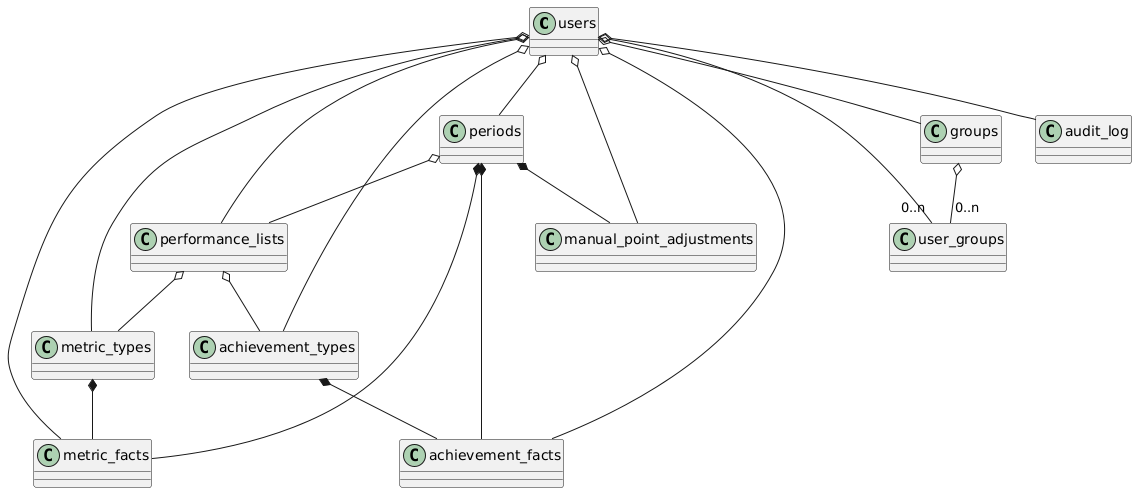 C users
C periods
C groups
C audit_log
0..n
0..n
C performance_lists
C manual_point_adjustments
C user_groups
C metric_types
C achievement_types
C metric_facts
C achievement_facts